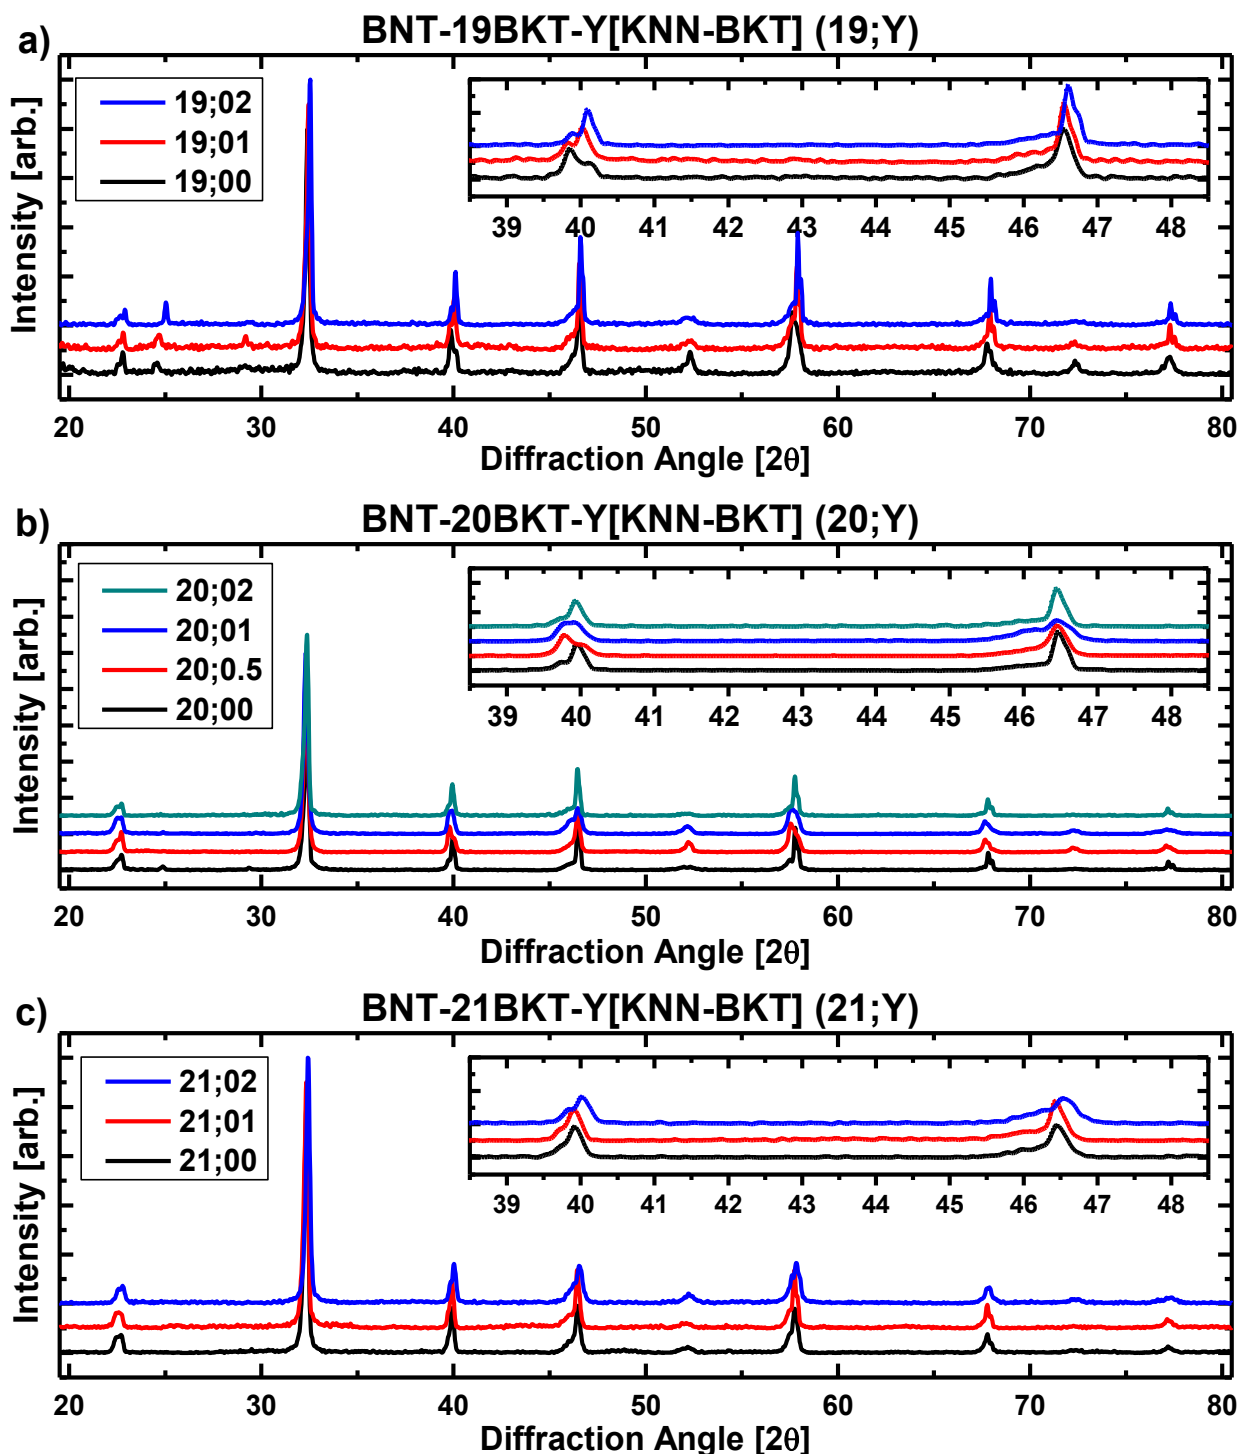 a)
BNT-19BKT-Y[KNN-BKT] (19;Y)
Intensity [arb.]
19;02
19;01
19;00
39 40 41 42 43 44 45 46 47 48
20 30 40 50 60 70 80
Diffraction Angle [2θ]
b)
BNT-20BKT-Y[KNN-BKT] (20;Y)
Intensity [arb.]
20;02
20;01
20;0.5
20;00
39 40 41 42 43 44 45 46 47 48
20 30 40 50 60 70 80
Diffraction Angle [2θ]
c)
BNT-21BKT-Y[KNN-BKT] (21;Y)
Intensity [arb.]
21;02
21;01
21;00
39 40 41 42 43 44 45 46 47 48
20 30 40 50 60 70 80
Diffraction Angle [2θ]